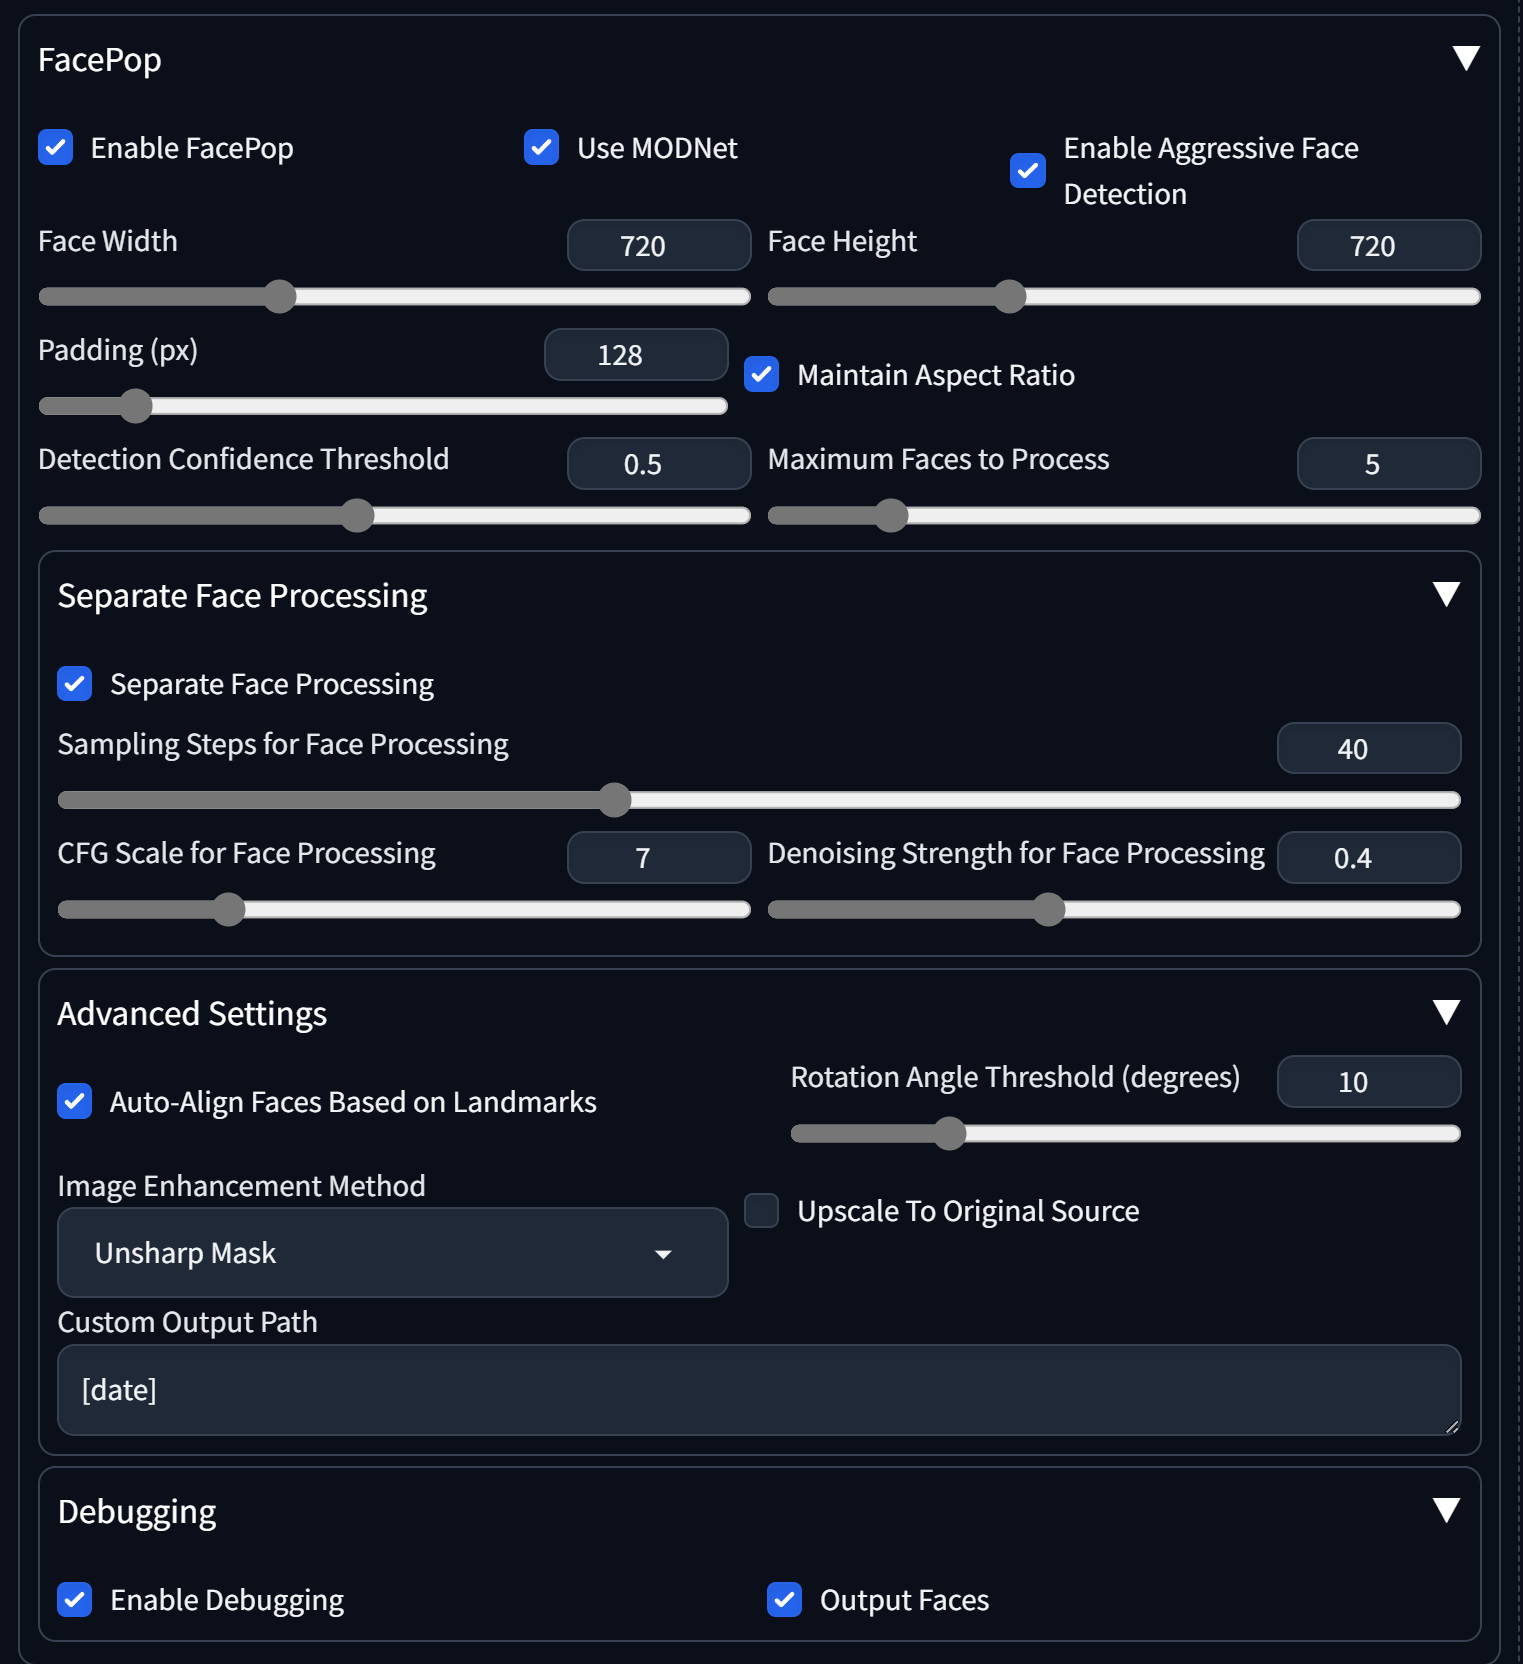 FacePop
Enable FacePop
Use MODNet
Enable Aggressive Face
Detection
Face Width
720
Face Height
720
Padding (px)
128
Maintain Aspect Ratio
Detection Confidence Threshold
0.5
Maximum Faces to Process
5
Separate Face Processing
Separate Face Processing
Sampling Steps for Face Processing
40
CFG Scale for Face Processing
7
Denoising Strength for Face Processing
0.4
Advanced Settings
Auto-Align Faces Based on Landmarks
Rotation Angle Threshold (degrees)
10
Image Enhancement Method
Unsharp Mask
Upscale To Original Source
Custom Output Path
[date]
Debugging
Enable Debugging
Output Faces